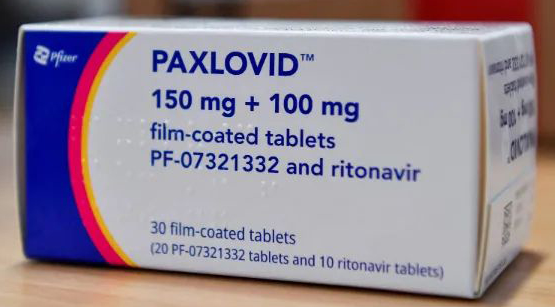 Pfizer
PAXLOVID™
150 mg + 100 mg
film-coated tablets
PF-07321332 and ritonavir
30 film-coated tablets
(20 PF-07321332 tablets and 10 ritonavir tablets)